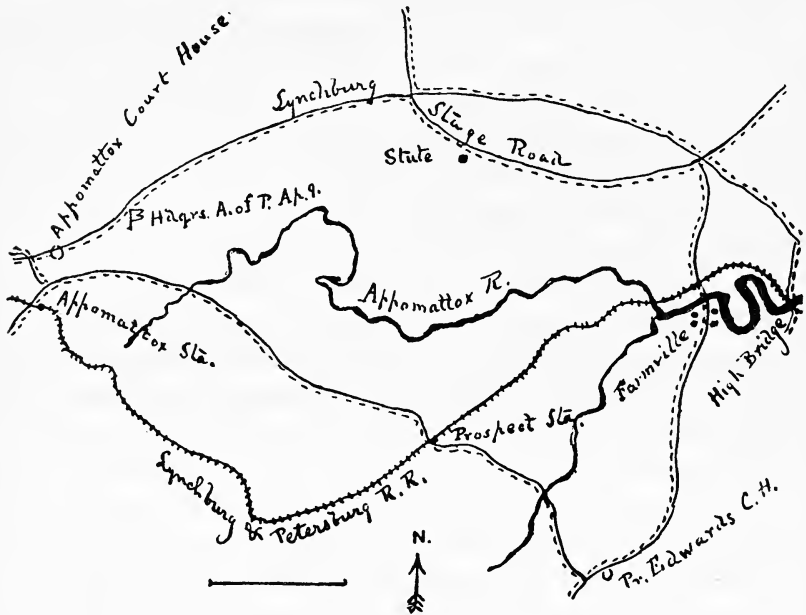 Appomattox Court House.
Lynchburg
Stage Road
Stute
Hdqrs. A. of P. Ap. 9.
Appomattox R.
Appomattox Sta.
Farmville
High Bridge
Prospect Sta.
Lynchburg & Petersburg R.R.
Pr. Edwards C.H.
N.